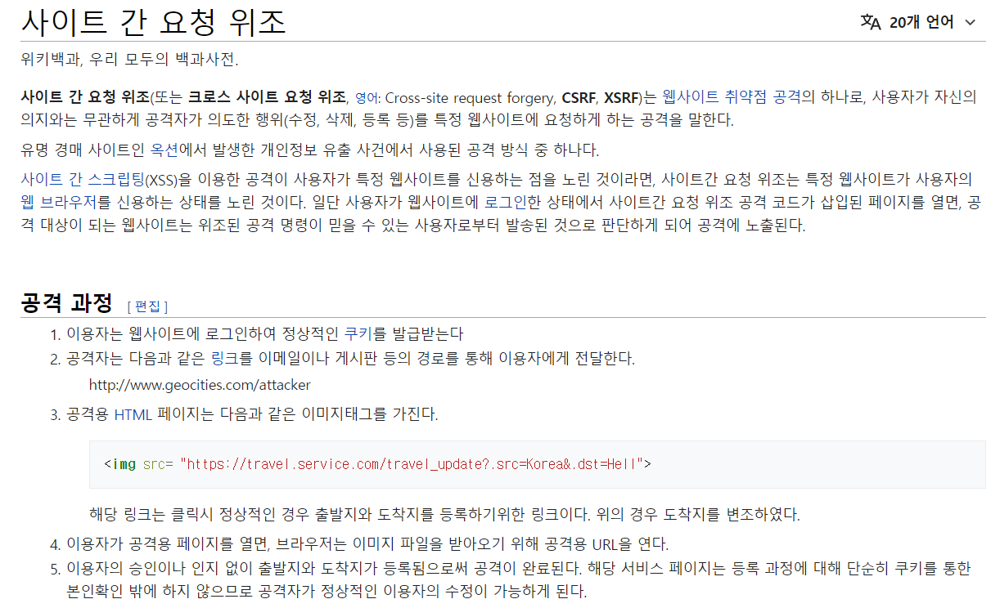 사이트 간 요청 위조
20개 언어
위키백과, 우리 모두의 백과사전.
사이트 간 요청 위조(또는 크로스 사이트 요청 위조, 영어: Cross-site request forgery, CSRF, XSRF)는 웹사이트 취약점 공격의 하나로, 사용자가 자신의
의지와는 무관하게 공격자가 의도한 행위(수정, 삭제, 등록 등)를 특정 웹사이트에 요청하게 하는 공격을 말한다.
유명 경매 사이트인 옥션에서 발생한 개인정보 유출 사건에서 사용된 공격 방식 중 하나다.
사이트 간 스크립팅(XSS)을 이용한 공격이 사용자가 특정 웹사이트를 신용하는 점을 노린 것이라면, 사이트간 요청 위조는 특정 웹사이트가 사용자의
웹 브라우저를 신용하는 상태를 노린 것이다. 일단 사용자가 웹사이트에 로그인한 상태에서 사이트간 요청 위조 공격 코드가 삽입된 페이지를 열면, 공
격 대상이 되는 웹사이트는 위조된 공격 명령이 믿을 수 있는 사용자로부터 발송된 것으로 판단하게 되어 공격에 노출된다.
공격 과정 [ 편집 ]
1. 이용자는 웹사이트에 로그인하여 정상적인 쿠키를 발급받는다
2. 공격자는 다음과 같은 링크를 이메일이나 게시판 등의 경로를 통해 이용자에게 전달한다.
http://www.geocities.com/attacker
3. 공격용 HTML 페이지는 다음과 같은 이미지태그를 가진다.
<img src= "https://travel.service.com/travel_update?.src=Korea&.dst=Hell">
해당 링크는 클릭시 정상적인 경우 출발지와 도착지를 등록하기위한 링크이다. 위의 경우 도착지를 변조하였다.
4. 이용자가 공격용 페이지를 열면, 브라우저는 이미지 파일을 받아오기 위해 공격용 URL을 연다.
5. 이용자의 승인이나 인지 없이 출발지와 도착지가 등록됨으로써 공격이 완료된다. 해당 서비스 페이지는 등록 과정에 대해 단순히 쿠키를 통한
본인확인 밖에 하지 않으므로 공격자가 정상적인 이용자의 수정이 가능하게 된다.